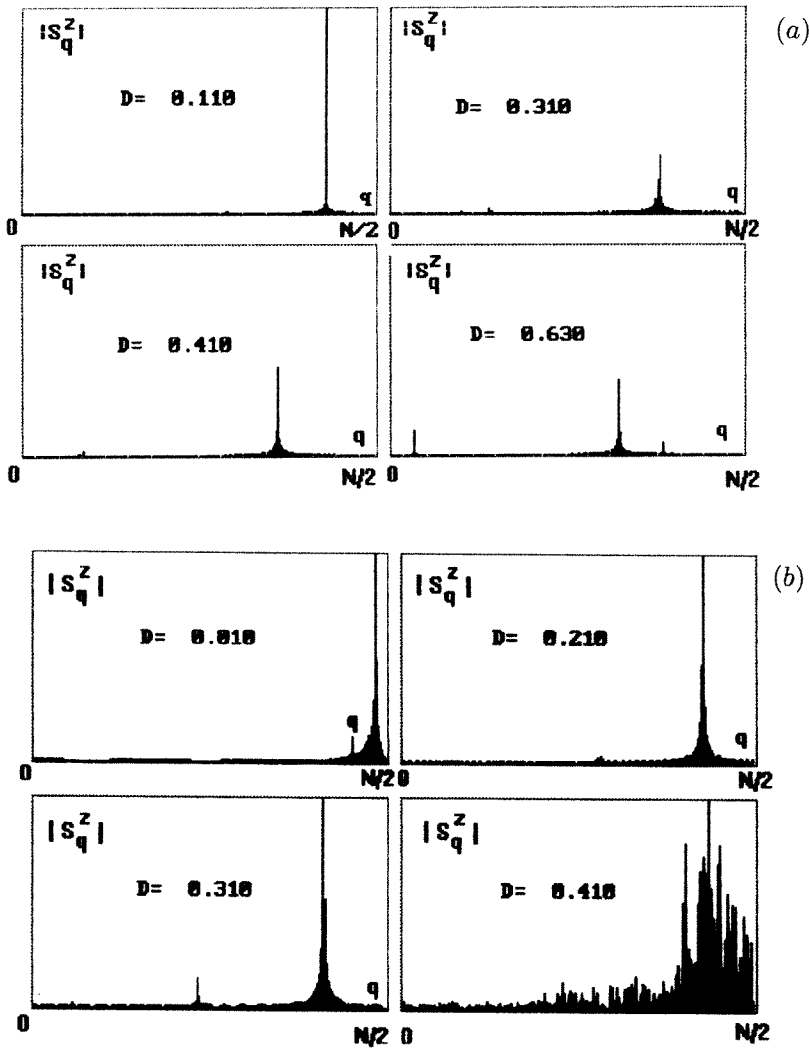 (a)
|S_q^z|
D= 0.110
q
0
N/2
|S_q^z|
D= 0.310
q
0
N/2
|S_q^z|
D= 0.410
q
0
N/2
|S_q^z|
D= 0.630
q
N/2
(b)
|S_q^z|
D= 0.010
q
0
N/2
|S_q^z|
D= 0.210
q
0
N/2
|S_q^z|
D= 0.310
q
0
N/2
|S_q^z|
D= 0.410
0
N/2